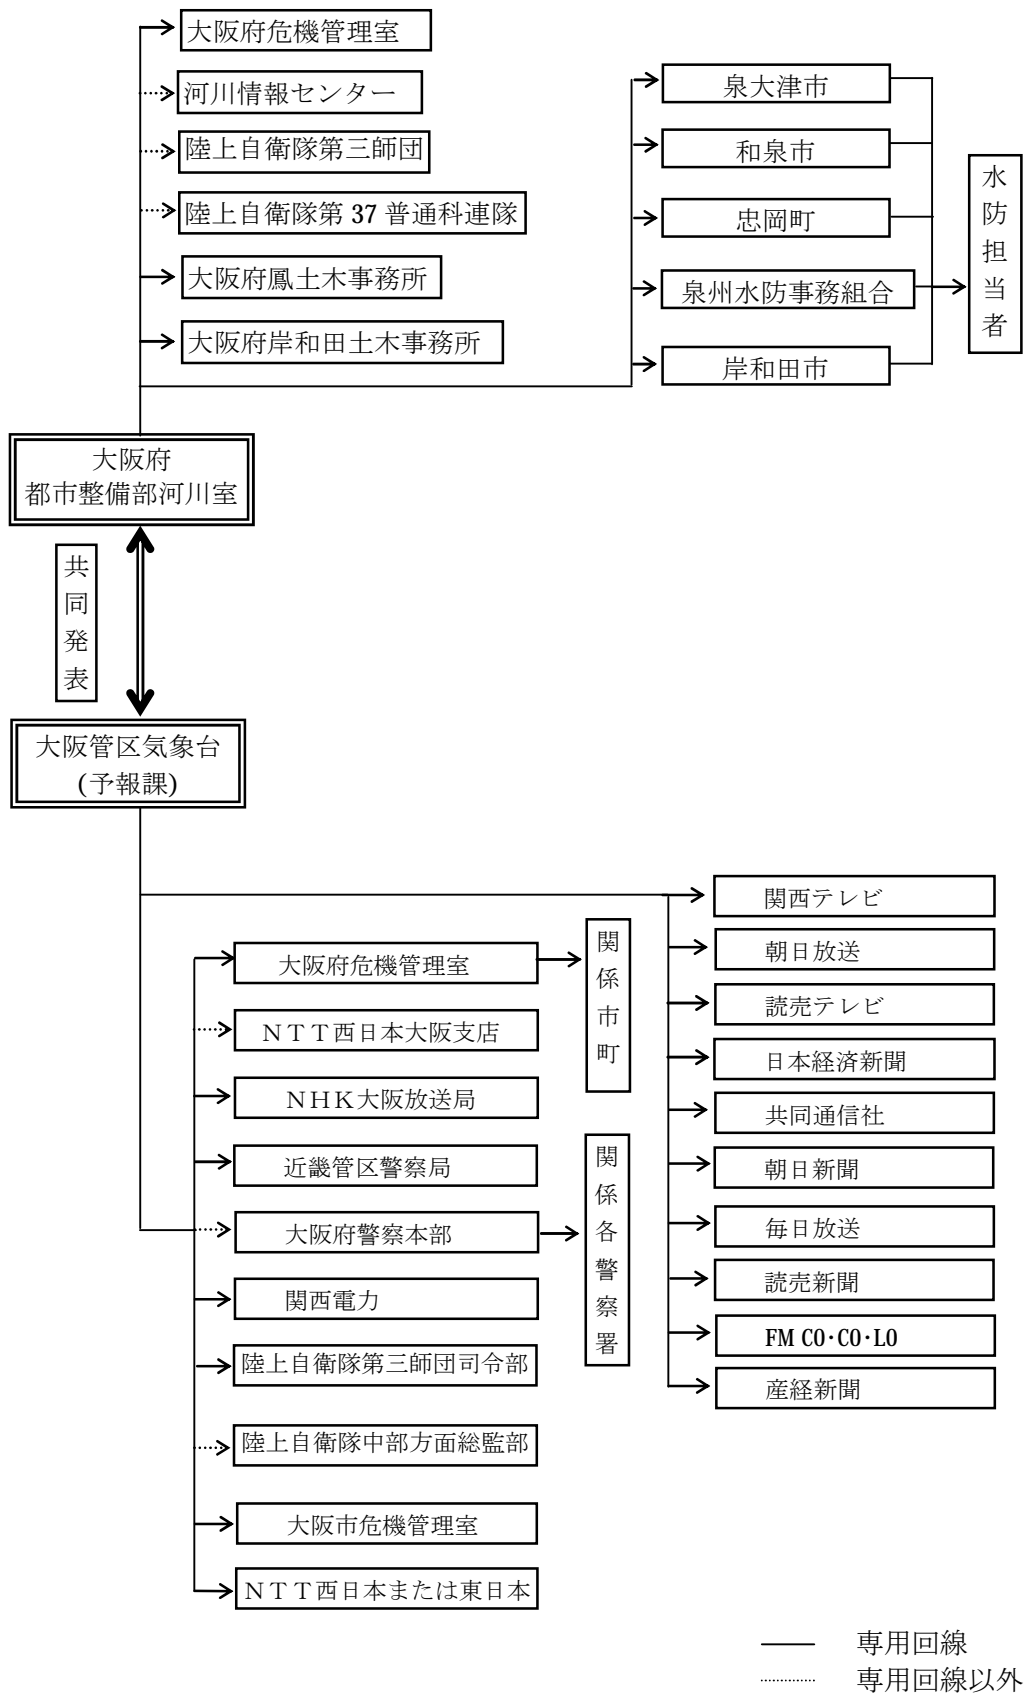 大阪府危機管理室
河川情報センター
陸上自衛隊第三師団
陸上自衛隊第 37 普通科連隊
大阪府鳳土木事務所
大阪府岸和田土木事務所
泉大津市
和泉市
忠岡町
泉州水防事務組合
岸和田市
水防担当者
大阪府
都市整備部河川室
共同発表
大阪管区気象台
(予報課)
大阪府危機管理室
ＮＴＴ西日本大阪支店
ＮＨＫ大阪放送局
近畿管区警察局
大阪府警察本部
関西電力
陸上自衛隊第三師団司令部
陸上自衛隊中部方面総監部
大阪市危機管理室
ＮＴＴ西日本または東日本
関係市町
関係各警察署
関西テレビ
朝日放送
読売テレビ
日本経済新聞
共同通信社
朝日新聞
毎日放送
読売新聞
FM CO･CO･LO
産経新聞
専用回線
専用回線以外